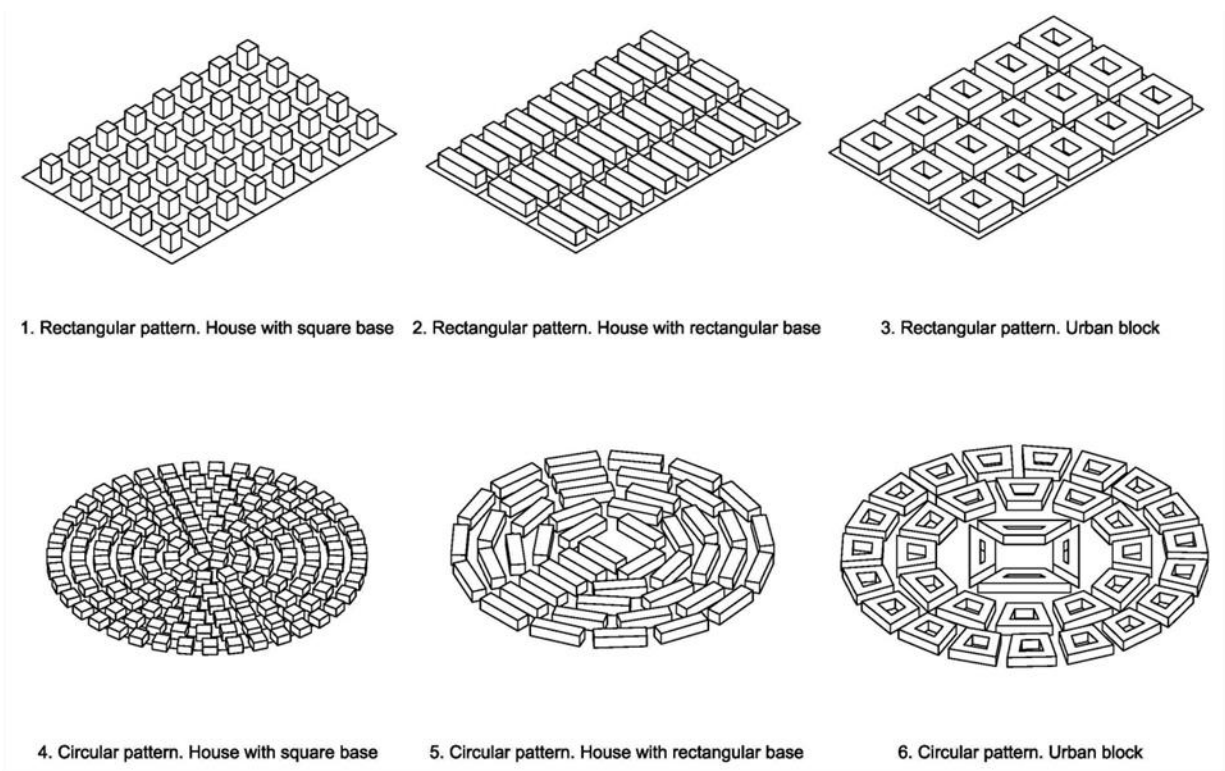 1. Rectangular pattern. House with square base
2. Rectangular pattern. House with rectangular base
3. Rectangular pattern. Urban block
4. Circular pattern. House with square base
5. Circular pattern. House with rectangular base
6. Circular pattern. Urban block